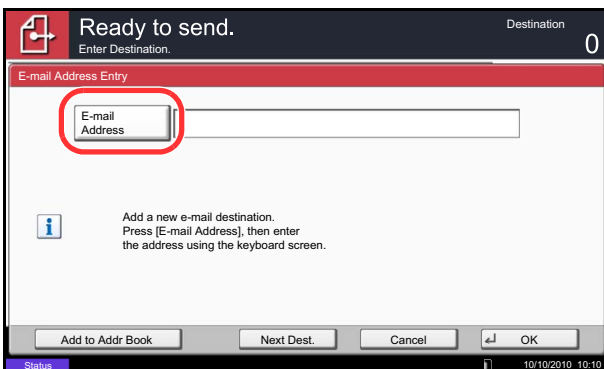 Ready to send.
Destination
Enter Destination.
0
E-mail Address Entry
E-mail
Address
Add a new e-mail destination.
Press [E-mail Address], then enter
the address using the keyboard screen.
Add to Addr Book
Next Dest.
Cancel
OK
Status
10/10/2010 10:10